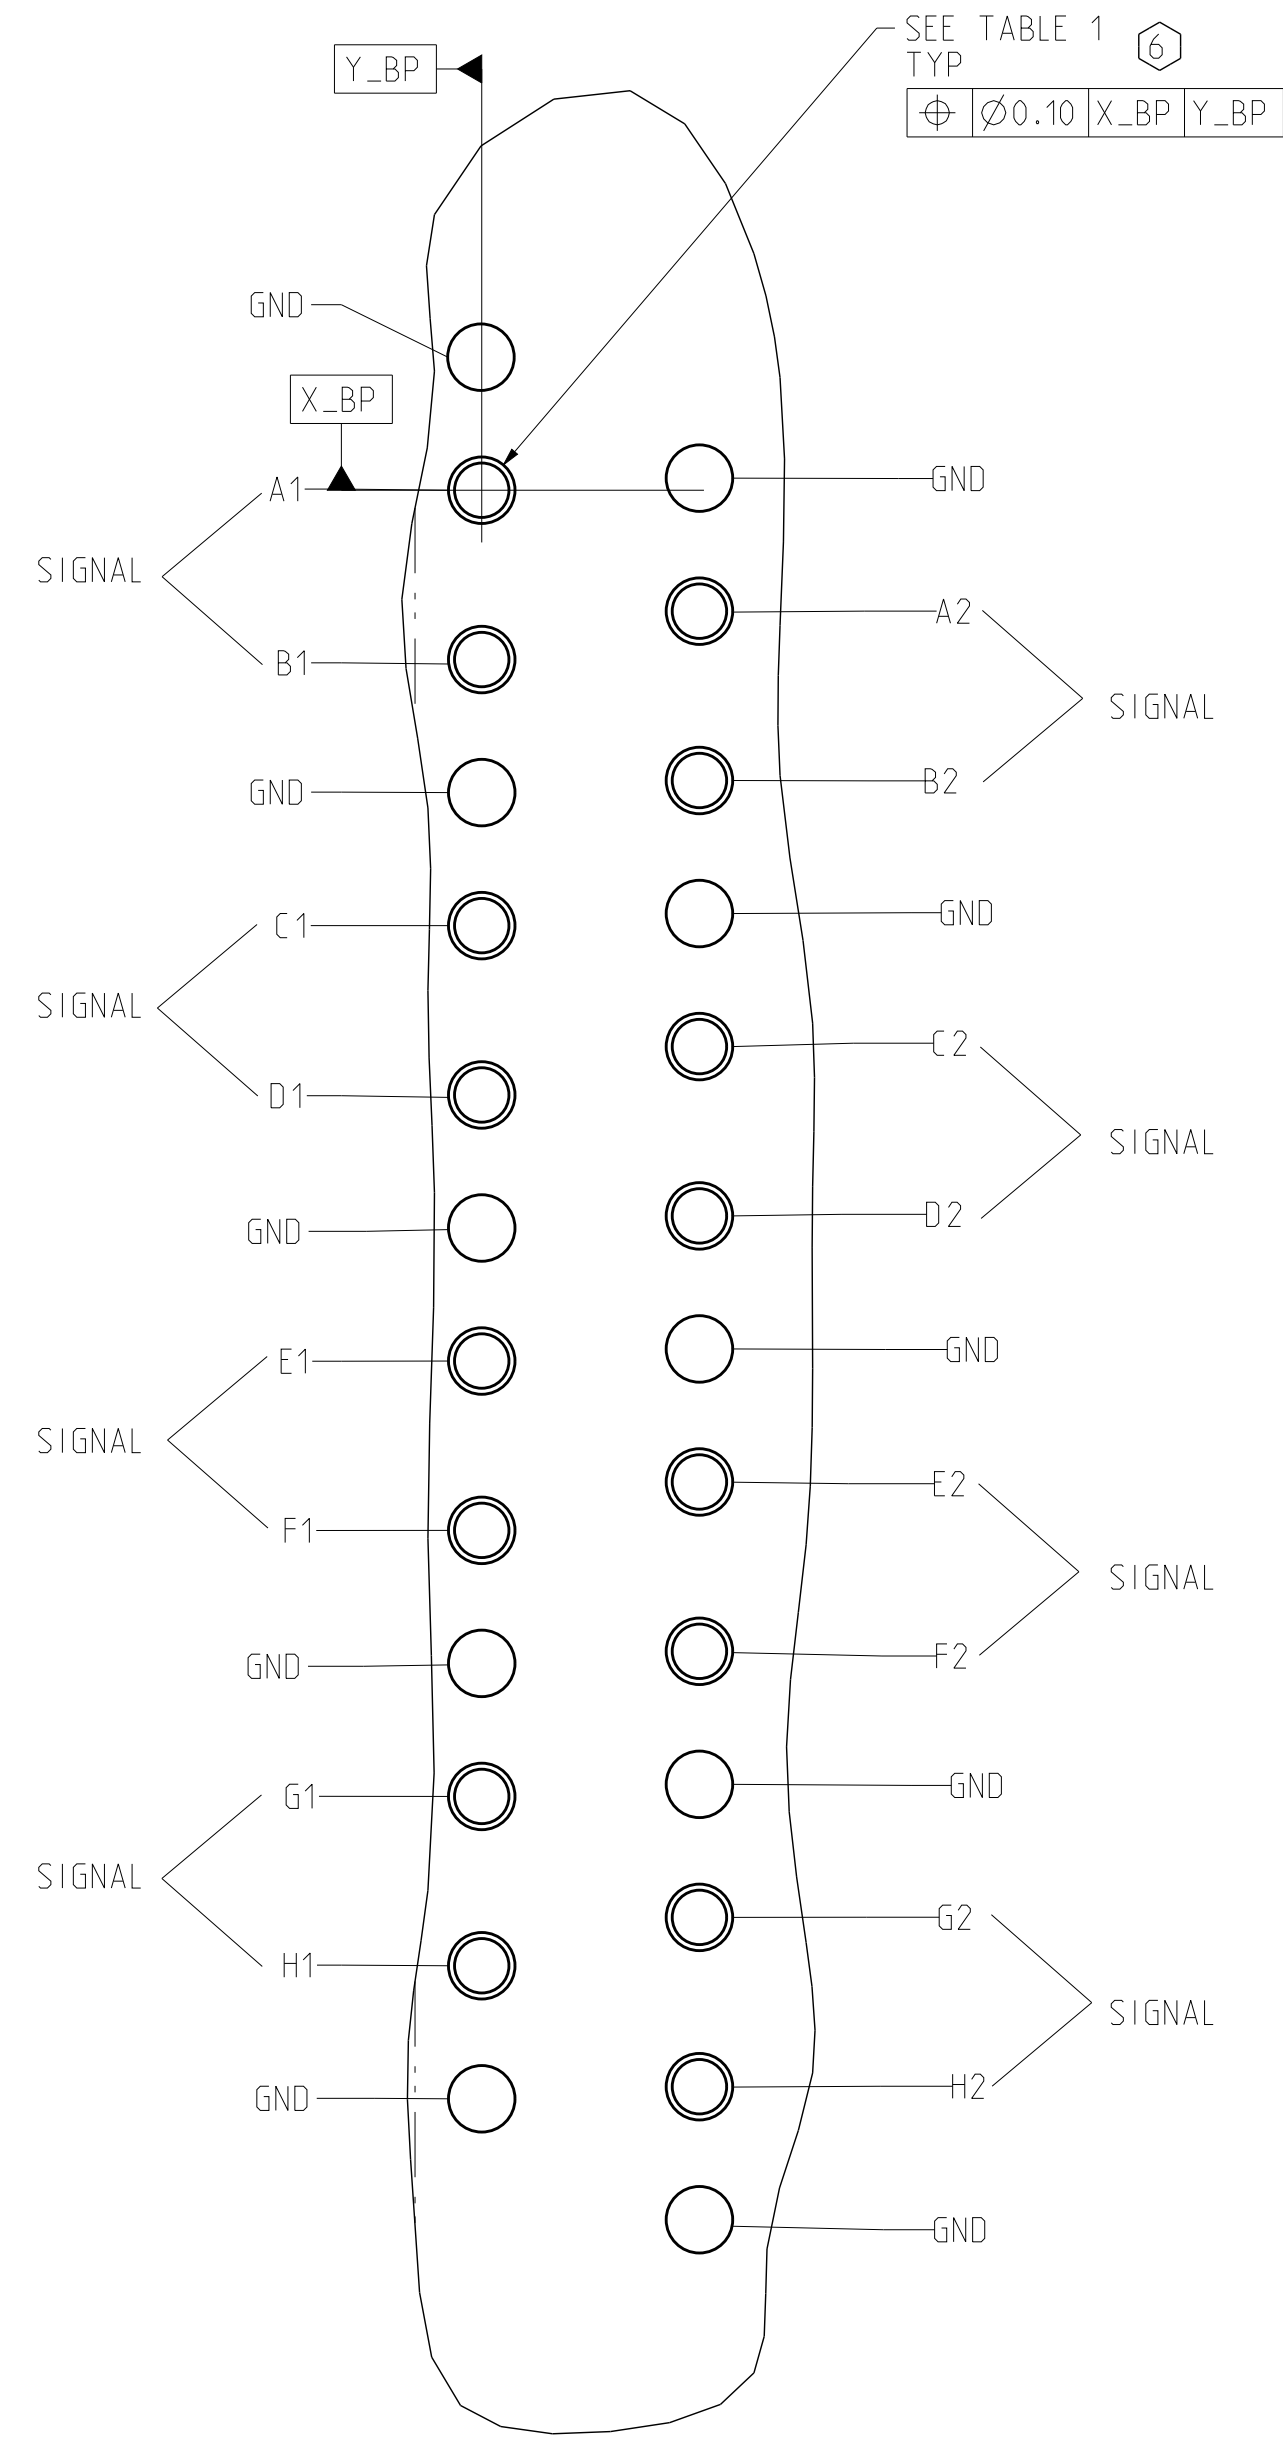 SEE TABLE 1
6
TYP
Y_BP
⌖ Ø0.10 X_BP Y_BP
GND
X_BP
A1
GND
SIGNAL
A2
B1
SIGNAL
GND
B2
C1
GND
SIGNAL
C2
D1
SIGNAL
GND
D2
E1
GND
SIGNAL
E2
F1
SIGNAL
GND
F2
G1
GND
SIGNAL
G2
H1
SIGNAL
GND
H2
GND